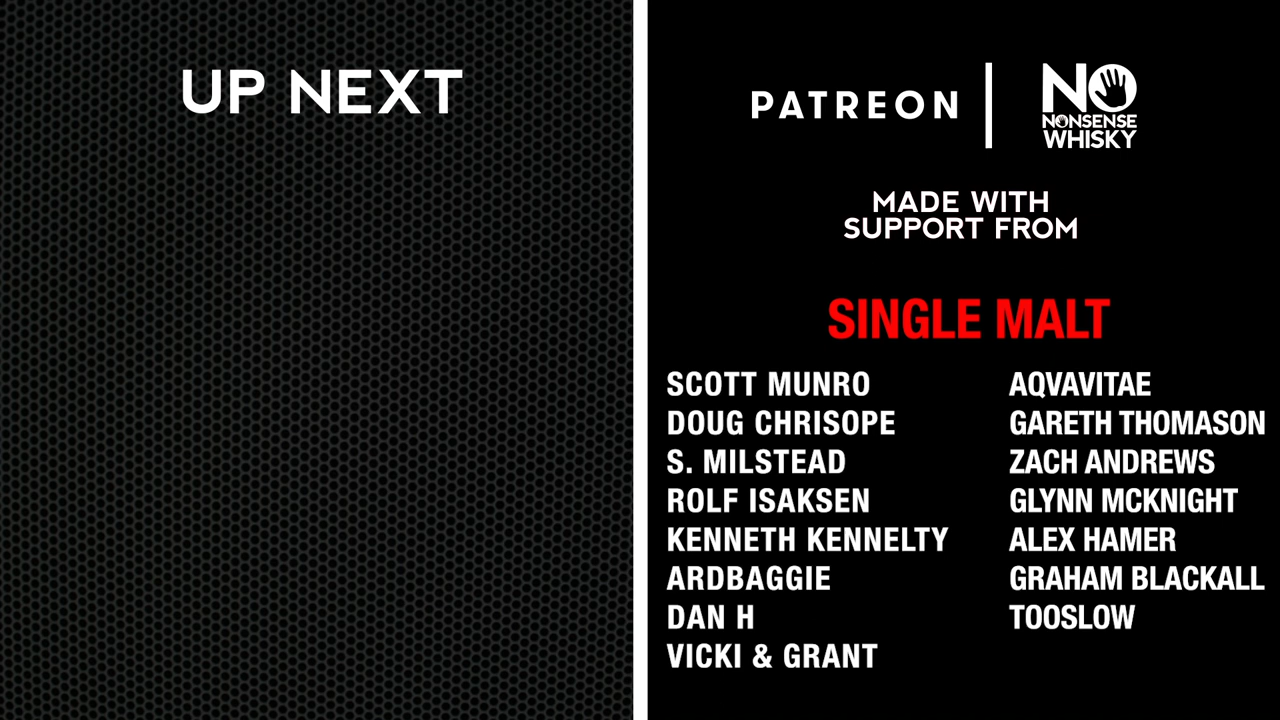 UP NEXT
PATREON
NO
NONSENSE
WHISKY
MADE WITH
SUPPORT FROM
SINGLE MALT
SCOTT MUNRO
DOUG CHRISOPE
S. MILSTEAD
ROLF ISAKSEN
KENNETH KENNELTY
ARDBAGGIE
DAN H
VICKI & GRANT
AQVAVITAE
GARETH THOMASON
ZACH ANDREWS
GLYNN MCKNIGHT
ALEX HAMER
GRAHAM BLACKALL
TOOSLOW